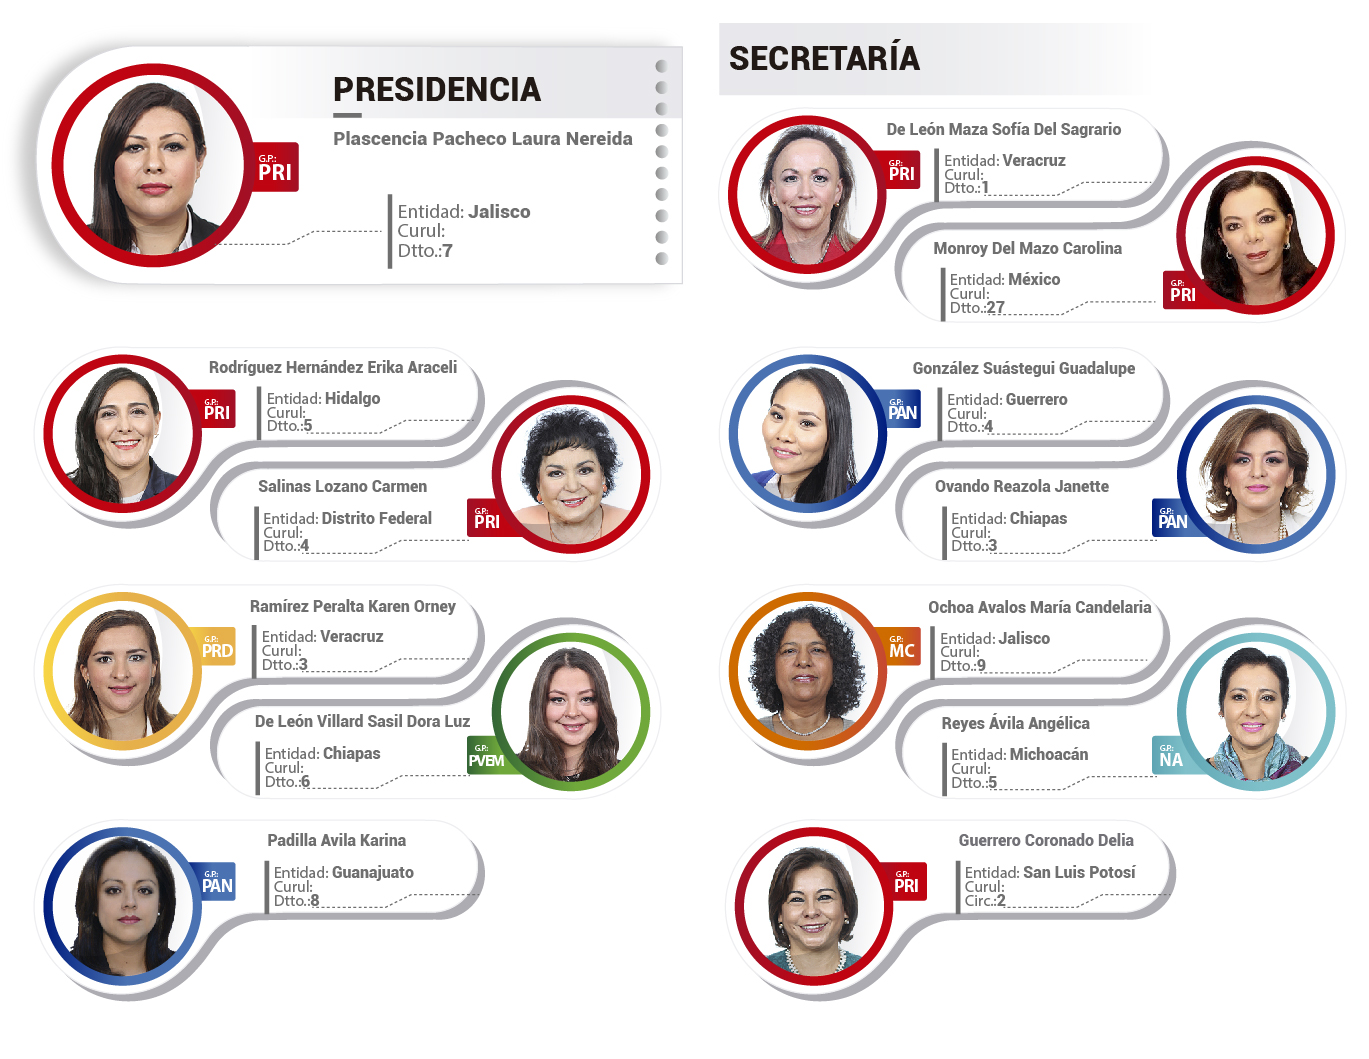 PRESIDENCIA
Plascencia Pacheco Laura Nereida
G.P.:
PRI
Entidad: Jalisco
Curul:
Dtto.:7
SECRETARÍA
De León Maza Sofía Del Sagrario
G.P.:
PRI
Entidad: Veracruz
Curul:
Dtto.:1
Monroy Del Mazo Carolina
Entidad: México
Curul:
Dtto.:27
G.P.:
PRI
Rodríguez Hernández Erika Araceli
G.P.:
PRI
Entidad: Hidalgo
Curul:
Dtto.:5
Salinas Lozano Carmen
Entidad: Distrito Federal
Curul:
Dtto.:4
G.P.:
PRI
González Suástegui Guadalupe
G.P.:
PAN
Entidad: Guerrero
Curul:
Dtto.:4
Ovando Reazola Janette
Entidad: Chiapas
Curul:
Dtto.:3
G.P.:
PAN
Ramírez Peralta Karen Orney
G.P.:
PRD
Entidad: Veracruz
Curul:
Dtto.:3
De León Villard Sasil Dora Luz
Entidad: Chiapas
Curul:
Dtto.:6
G.P.:
PVEM
Ochoa Avalos María Candelaria
G.P.:
MC
Entidad: Jalisco
Curul:
Dtto.:9
Reyes Ávila Angélica
Entidad: Michoacán
Curul:
Dtto.:5
G.P.:
NA
Padilla Avila Karina
G.P.:
PAN
Entidad: Guanajuato
Curul:
Dtto.:8
Guerrero Coronado Delia
G.P.:
PRI
Entidad: San Luis Potosí
Curul:
Circ.:2